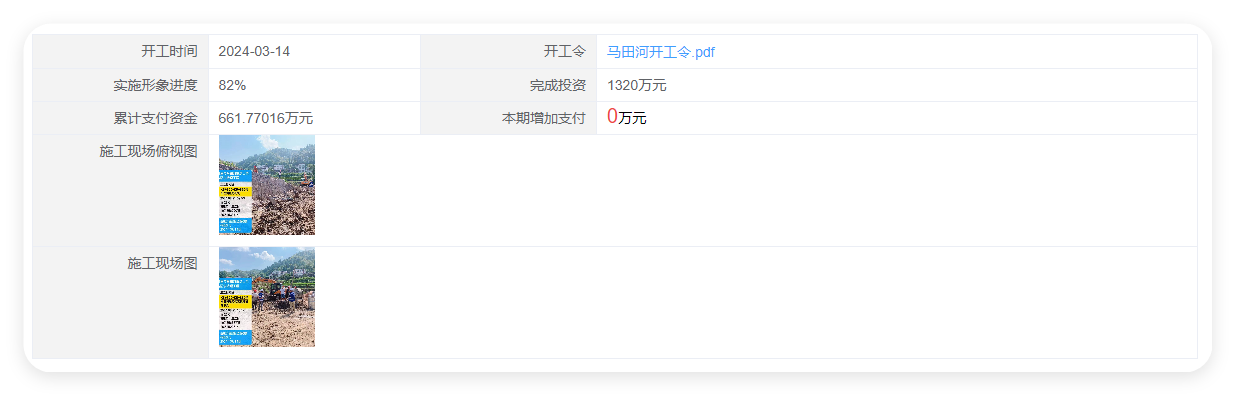 开工时间 2024-03-14 开工令 马田河开工令.pdf
实施形象进度 82% 完成投资 1320万元
累计支付资金 661.77016万元 本期增加支付 0万元
施工现场俯视图
施工现场图